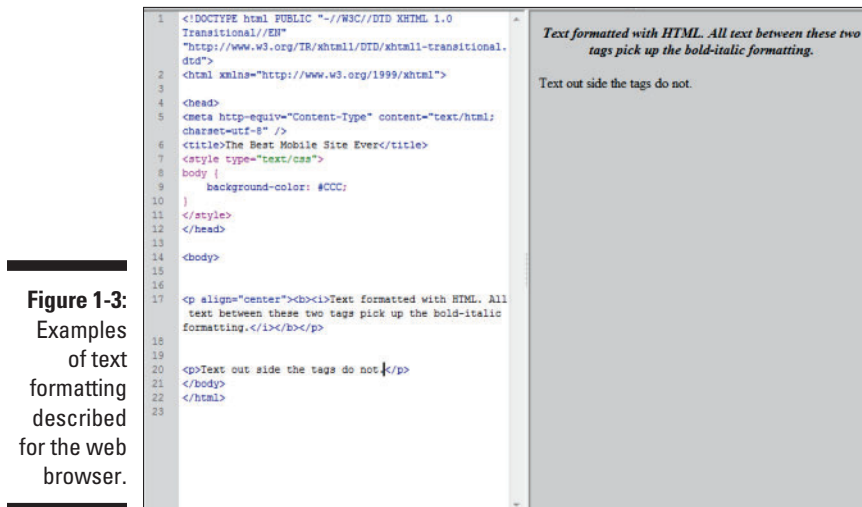 1 <!DOCTYPE html PUBLIC "-//W3C//DTD XHTML 1.0
Transitional//EN"
"http://www.w3.org/TR/xhtml1/DTD/xhtml1-transitional.
dtd">
2 <html xmlns="http://www.w3.org/1999/xhtml">
3
4 <head>
5 <meta http-equiv="Content-Type" content="text/html;
charset=utf-8" />
6 <title>The Best Mobile Site Ever</title>
7 <style type="text/css">
8 body {
9 background-color: #CCC;
10 }
11 </style>
12 </head>
13
14 <body>
15
16
17 <p align="center"><b><i>Text formatted with HTML. All
text between these two tags pick up the bold-italic
formatting.</i></b></p>
18
19
20 <p>Text out side the tags do not.</p>
21 </body>
22 </html>
23
Text formatted with HTML. All text between these two
tags pick up the bold-italic formatting.
Text out side the tags do not.
Figure 1-3:
Examples
of text
formatting
described
for the web
browser.